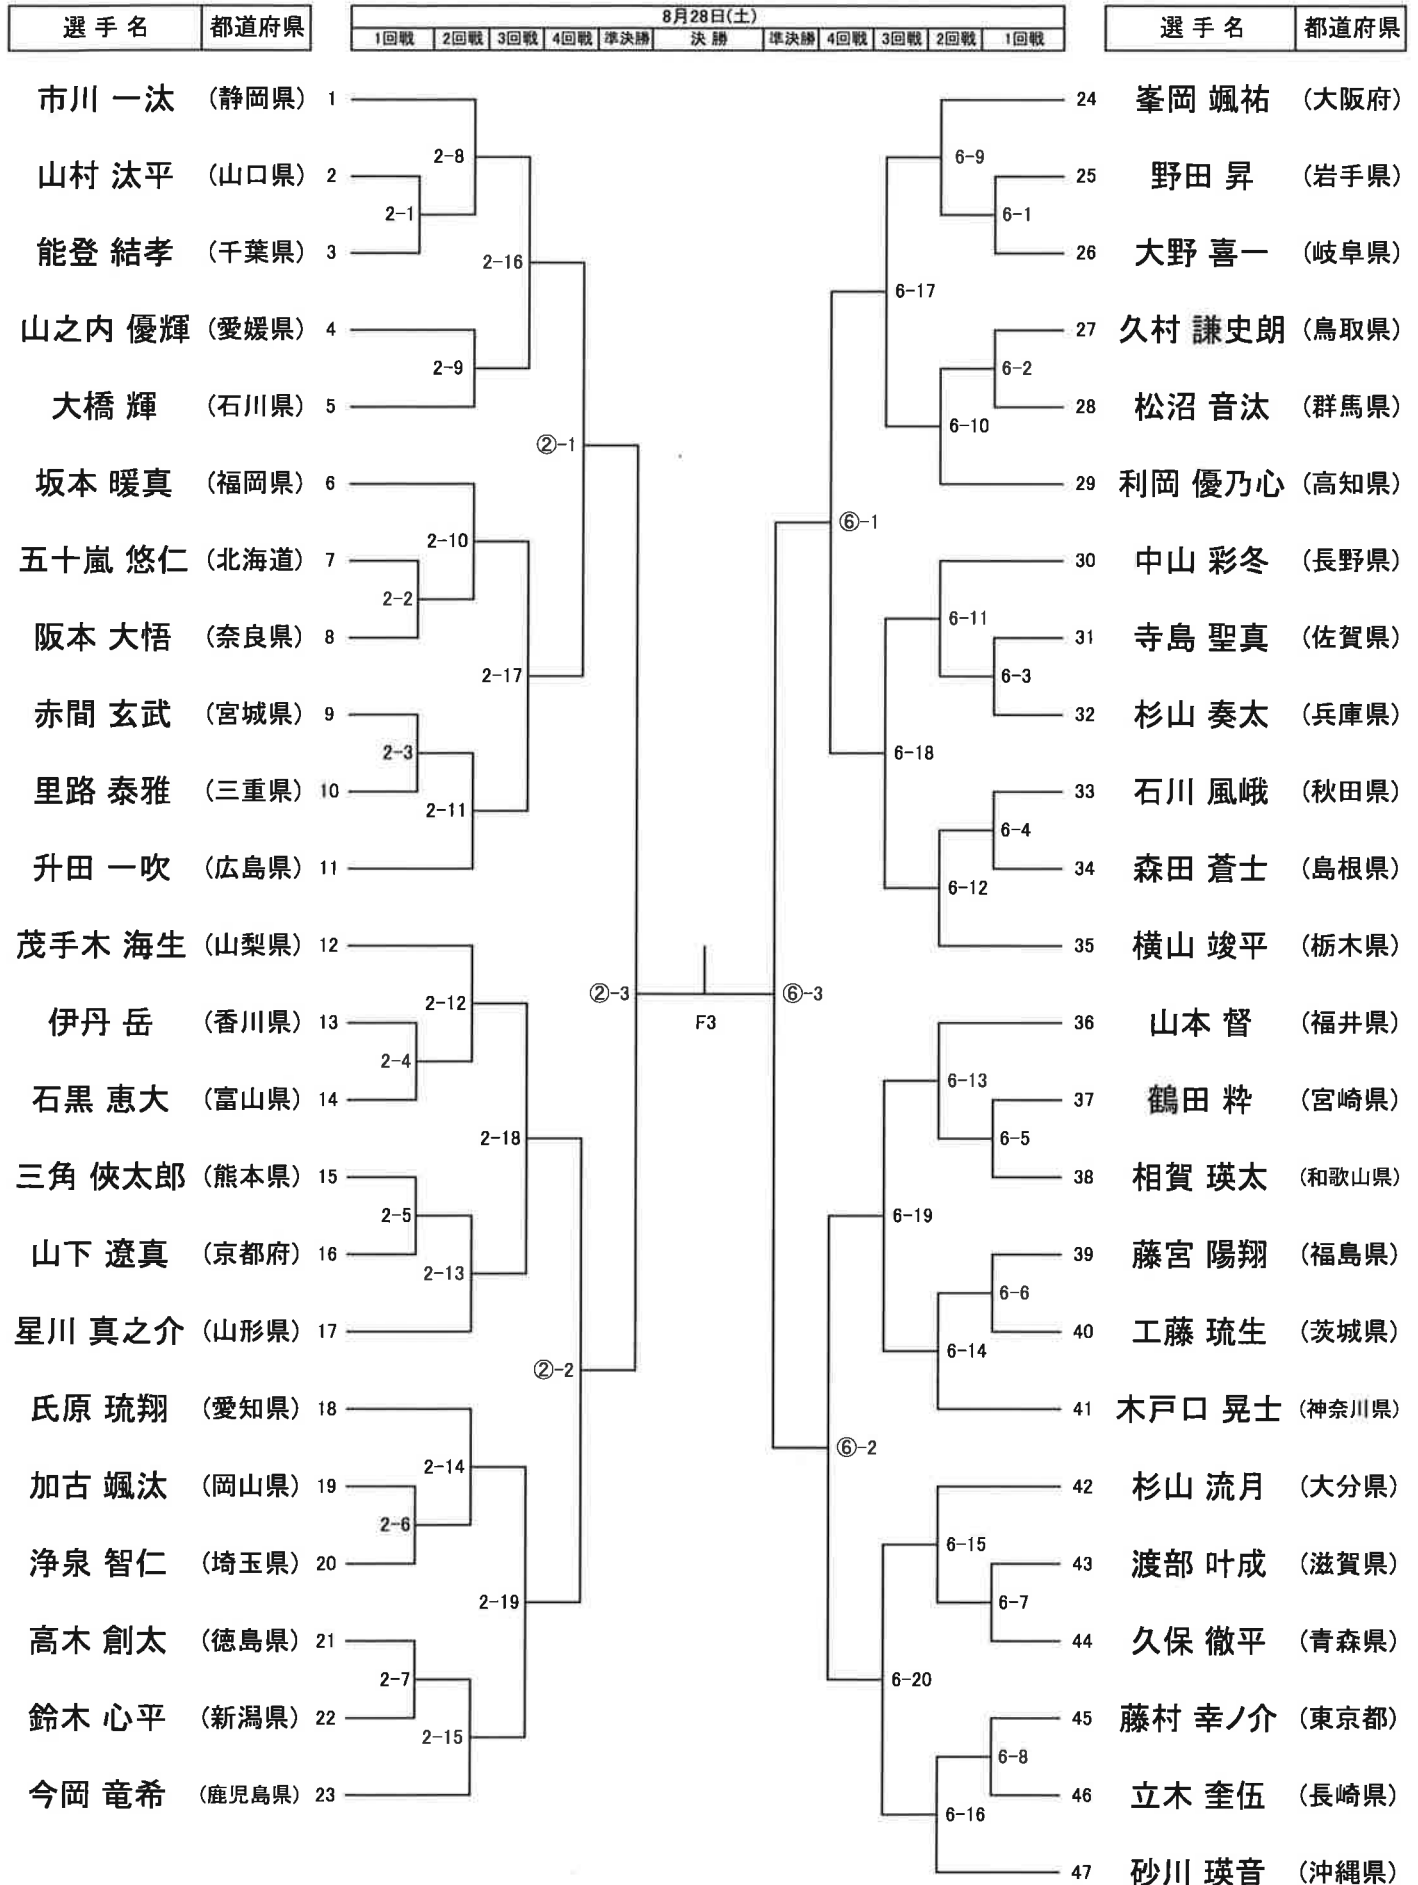 選手名 都道府県 8月28日(土) 選手名 都道府県
1回戦 2回戦 3回戦 4回戦 準決勝 決勝 準決勝 4回戦 3回戦 2回戦 1回戦
市川 一汰 (静岡県) 1 24 峯岡 颯祐 (大阪府)
2-8 6-9
山村 汰平 (山口県) 2 25 野田 昇 (岩手県)
2-1 6-1
能登 結孝 (千葉県) 3 26 大野 喜一 (岐阜県)
2-16 6-17
山之内 優輝 (愛媛県) 4 27 久村 謙史朗 (鳥取県)
2-9 6-2
大橋 輝 (石川県) 5 28 松沼 音汰 (群馬県)
②-1 6-10
坂本 暖真 (福岡県) 6 29 利岡 優乃心 (高知県)
2-10 ⑥-1
五十嵐 悠仁 (北海道) 7 30 中山 彩冬 (長野県)
2-2 6-11
阪本 大悟 (奈良県) 8 31 寺島 聖真 (佐賀県)
2-17 6-3
赤間 玄武 (宮城県) 9 32 杉山 奏太 (兵庫県)
2-3 6-18
里路 泰雅 (三重県) 10 33 石川 風峨 (秋田県)
2-11 6-4
升田 一吹 (広島県) 11 34 森田 蒼士 (島根県)
6-12
茂手木 海生 (山梨県) 12 35 横山 竣平 (栃木県)
2-12 ②-3 ⑥-3
伊丹 岳 (香川県) 13 F3 36 山本 督 (福井県)
2-4 6-13
石黒 恵大 (富山県) 14 37 鶴田 粋 (宮崎県)
2-18 6-5
三角 俠太郎 (熊本県) 15 38 相賀 瑛太 (和歌山県)
2-5 6-19
山下 遼真 (京都府) 16 39 藤宮 陽翔 (福島県)
2-13 6-6
星川 真之介 (山形県) 17 40 工藤 琉生 (茨城県)
②-2 6-14
氏原 琉翔 (愛知県) 18 41 木戸口 晃士 (神奈川県)
2-14 ⑥-2
加古 颯汰 (岡山県) 19 42 杉山 流月 (大分県)
2-6 6-15
浄泉 智仁 (埼玉県) 20 43 渡部 叶成 (滋賀県)
2-19 6-7
高木 創太 (徳島県) 21 44 久保 徹平 (青森県)
2-7 6-20
鈴木 心平 (新潟県) 22 45 藤村 幸ノ介 (東京都)
2-15 6-8
今岡 竜希 (鹿児島県) 23 46 立木 奎伍 (長崎県)
6-16
47 砂川 瑛音 (沖縄県)